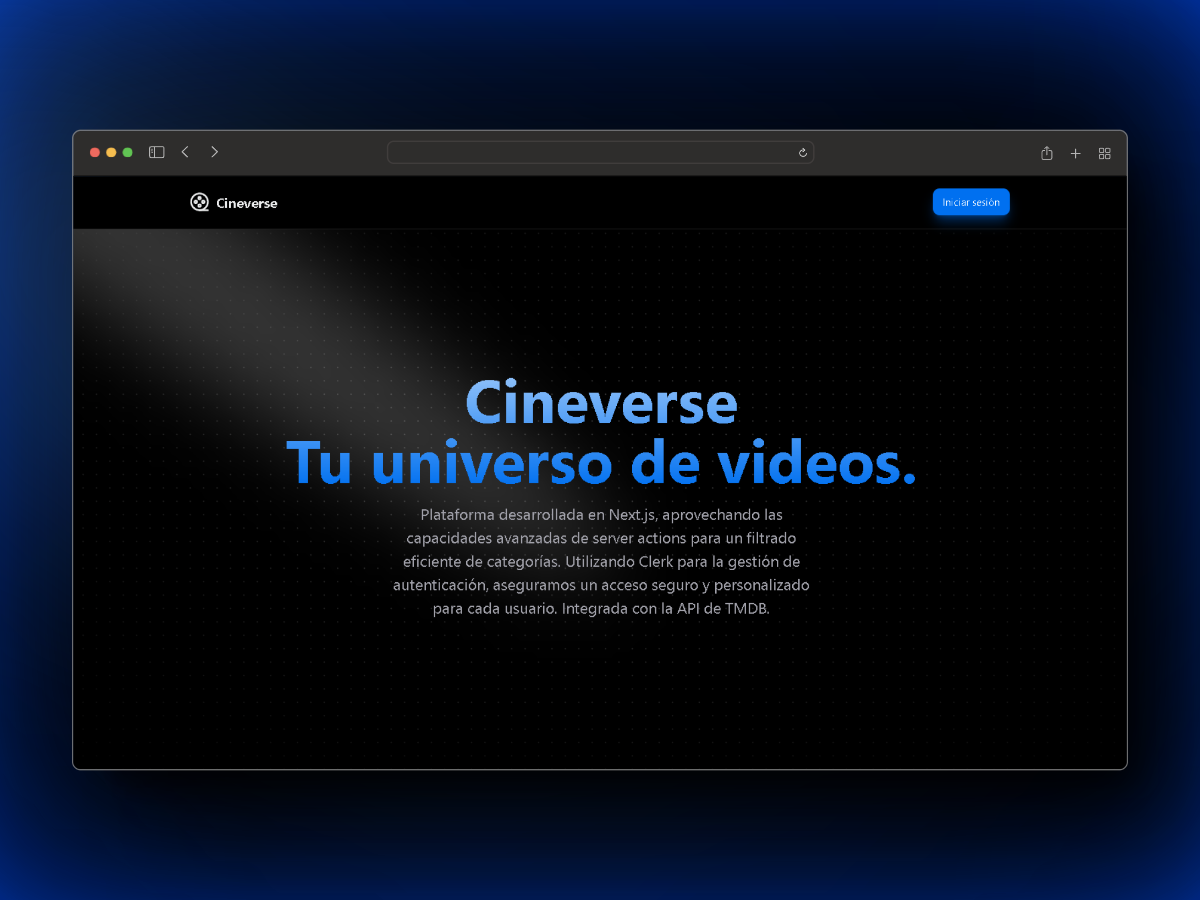 Cineverse
Iniciar sesión
Cineverse
Tu universo de videos.
Plataforma desarrollada en Next.js, aprovechando las
capacidades avanzadas de server actions para un filtrado
eficiente de categorías. Utilizando Clerk para la gestión de
autenticación, aseguramos un acceso seguro y personalizado
para cada usuario. Integrada con la API de TMDB.